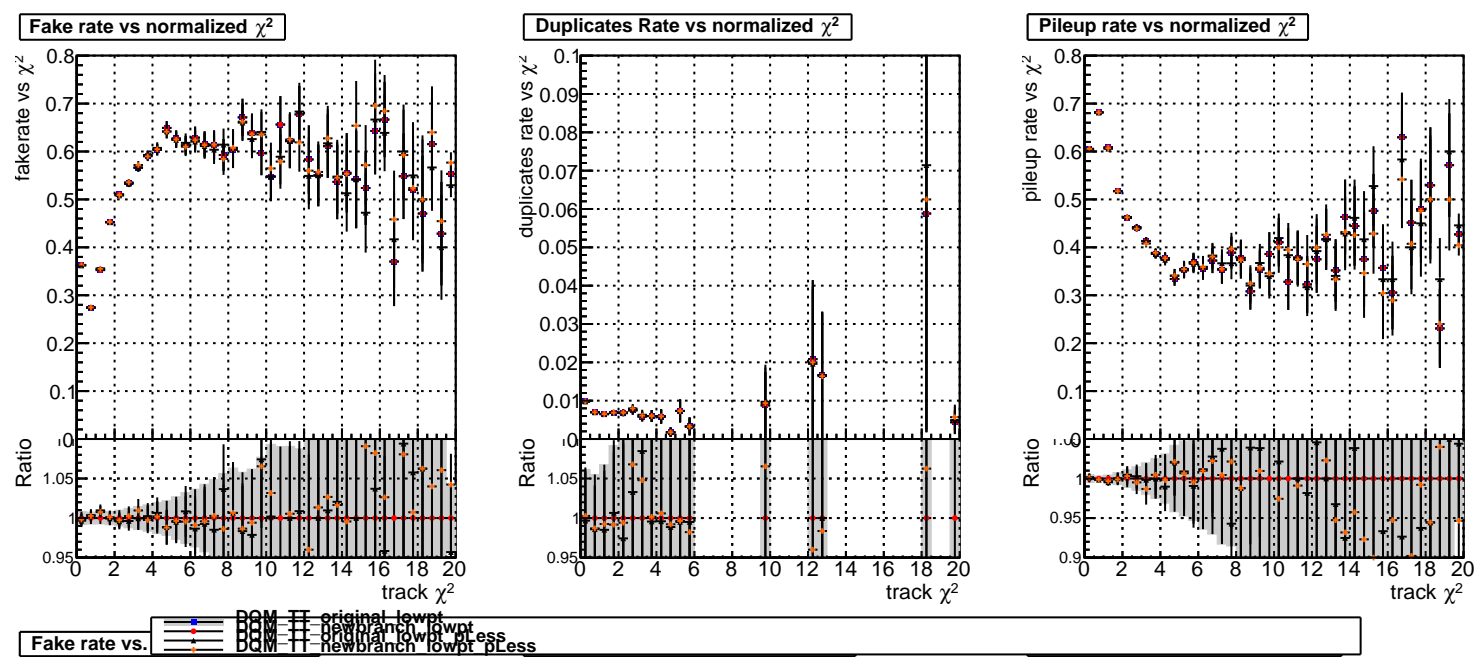 Fake rate vs normalized χ²
Duplicates Rate vs normalized χ²
Pileup rate vs normalized χ²
fakerate vs χ²
0.8
0.7
0.6
0.5
0.4
0.3
0.2
0.1
Ratio
1.05
1
0.95
0 2 4 6 8 10 12 14 16 18 20
track χ²
duplicates rate vs χ²
0.1
0.09
0.08
0.07
0.06
0.05
0.04
0.03
0.02
0.01
Ratio
1.05
1
0.95
0 2 4 6 8 10 12 14 16 18 20
track χ²
pileup rate vs χ²
0.8
0.7
0.6
0.5
0.4
0.3
0.2
0.1
Ratio
1
0.95
0.9
0 2 4 6 8 10 12 14 16 18 20
track χ²
DQM_TT_original_lowpt
DQM_TT_newbranch_lowpt
DQM_TT_original_lowpt_pLess
DQM_TT_newbranch_lowpt_pLess
Fake rate vs.